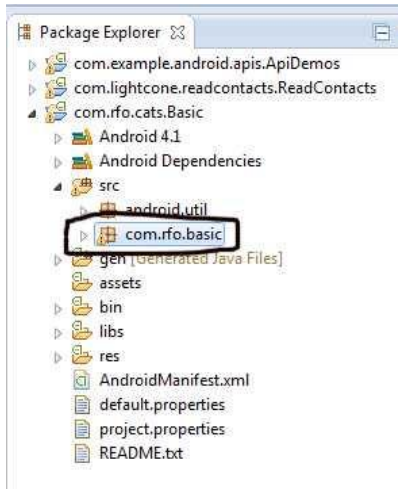 Package Explorer
com.example.android.apis.ApiDemos
com.lightcone.readcontacts.ReadContacts
com.rfo.cats.Basic
Android 4.1
Android Dependencies
src
android.util
com.rfo.basic
gen [Generated Java Files]
assets
bin
libs
res
AndroidManifest.xml
default.properties
project.properties
README.txt